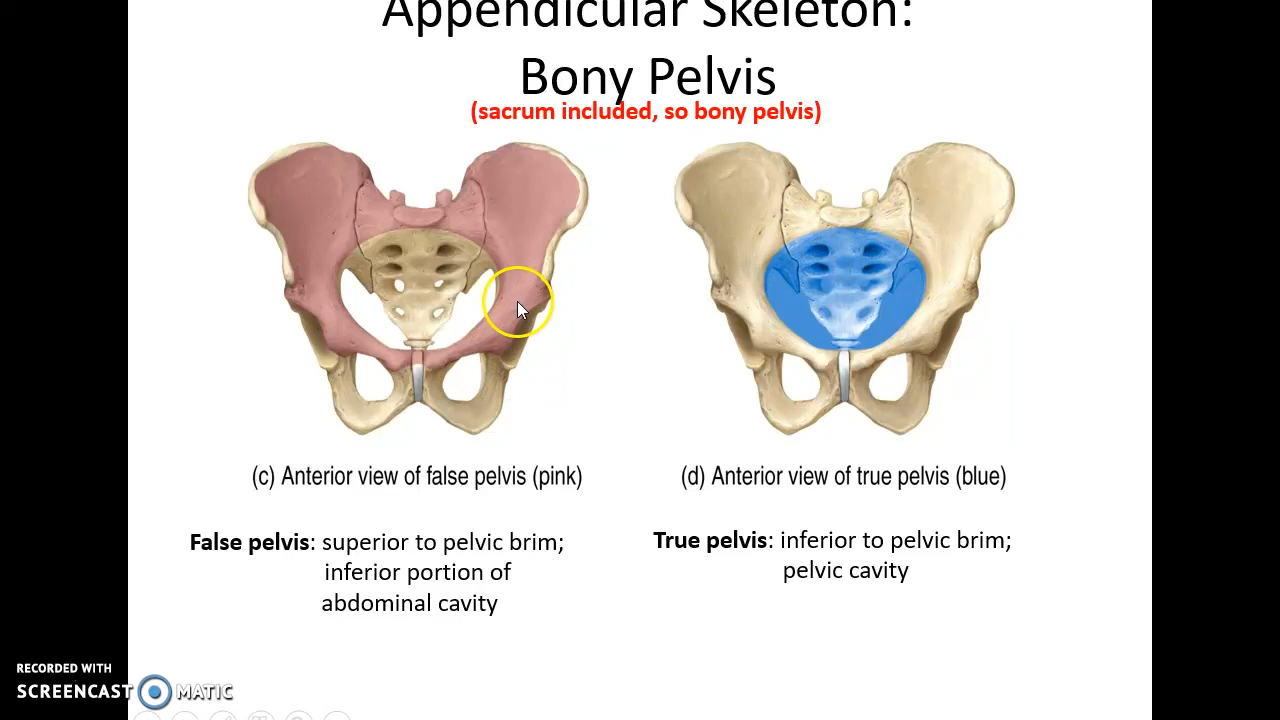 Appendicular Skeleton:
Bony Pelvis
(sacrum included, so bony pelvis)
(c) Anterior view of false pelvis (pink)
(d) Anterior view of true pelvis (blue)
False pelvis: superior to pelvic brim;
inferior portion of
abdominal cavity
True pelvis: inferior to pelvic brim;
pelvic cavity
RECORDED WITH
SCREENCAST MATIC